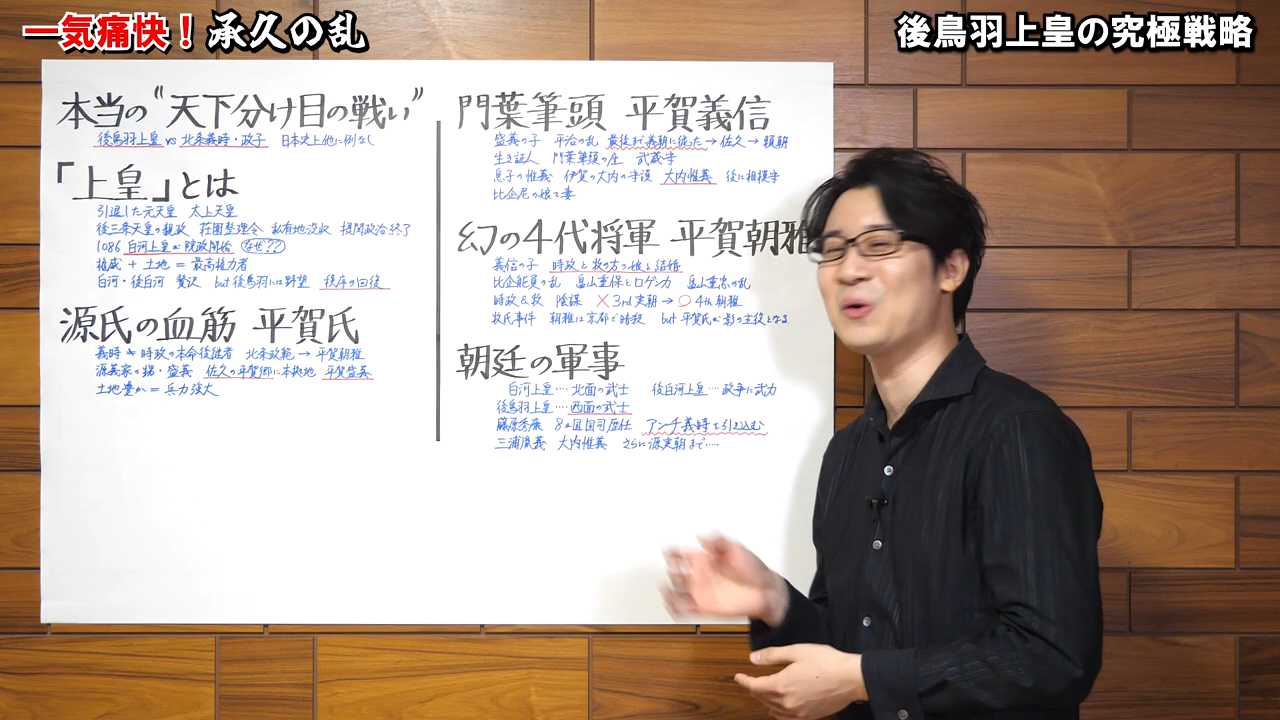 一気痛快！承久の乱
後鳥羽上皇の究極戦略
本当の“天下分け目の戦い”
後鳥羽上皇 vs 北条義時・政子 日本史上他に例なし
「上皇」とは
引退した元天皇 太上天皇
後三条天皇の親政 荘園整理令 私有地没収 摂関政治終了
1086 白河上皇が院政開始 なぜ??
権威 + 土地 = 最高権力者
白河・後白河 贅沢 but 後鳥羽には野望 秩序の回復
源氏の血筋 平賀氏
義時 ≠ 時政の本命後継者 北条政範 → 平賀朝雅
源義家の甥・盛義 佐久の平賀郷に本拠地 平賀盛義
土地豊か = 兵力強大
門葉筆頭 平賀義信
盛義の子 平治の乱 最後まで義朝に従った → 佐久 → 頼朝
生き証人 門葉筆頭の座 武蔵守
息子の惟義 伊賀の大内の守護 大内惟義 後に相模守
比企尼の娘で妻
幻の4代将軍 平賀朝雅
義信の子 時政と牧の方の娘と結婚
比企能員の乱 畠山重保と口ゲンカ 畠山重忠の乱
時政&牧 陰謀 ×3rd 実朝 → ○4th 朝雅
牧氏事件 朝雅は京都で暗殺 but 平賀氏が影の主役となる
朝廷の軍事
白河上皇…北面の武士 後白河上皇…政争に武力
後鳥羽上皇…西面の武士
藤原秀康 8ヵ国国司歴任 アンチ義時を引き込む
三浦胤義 大内惟義 さらに源実朝まで……